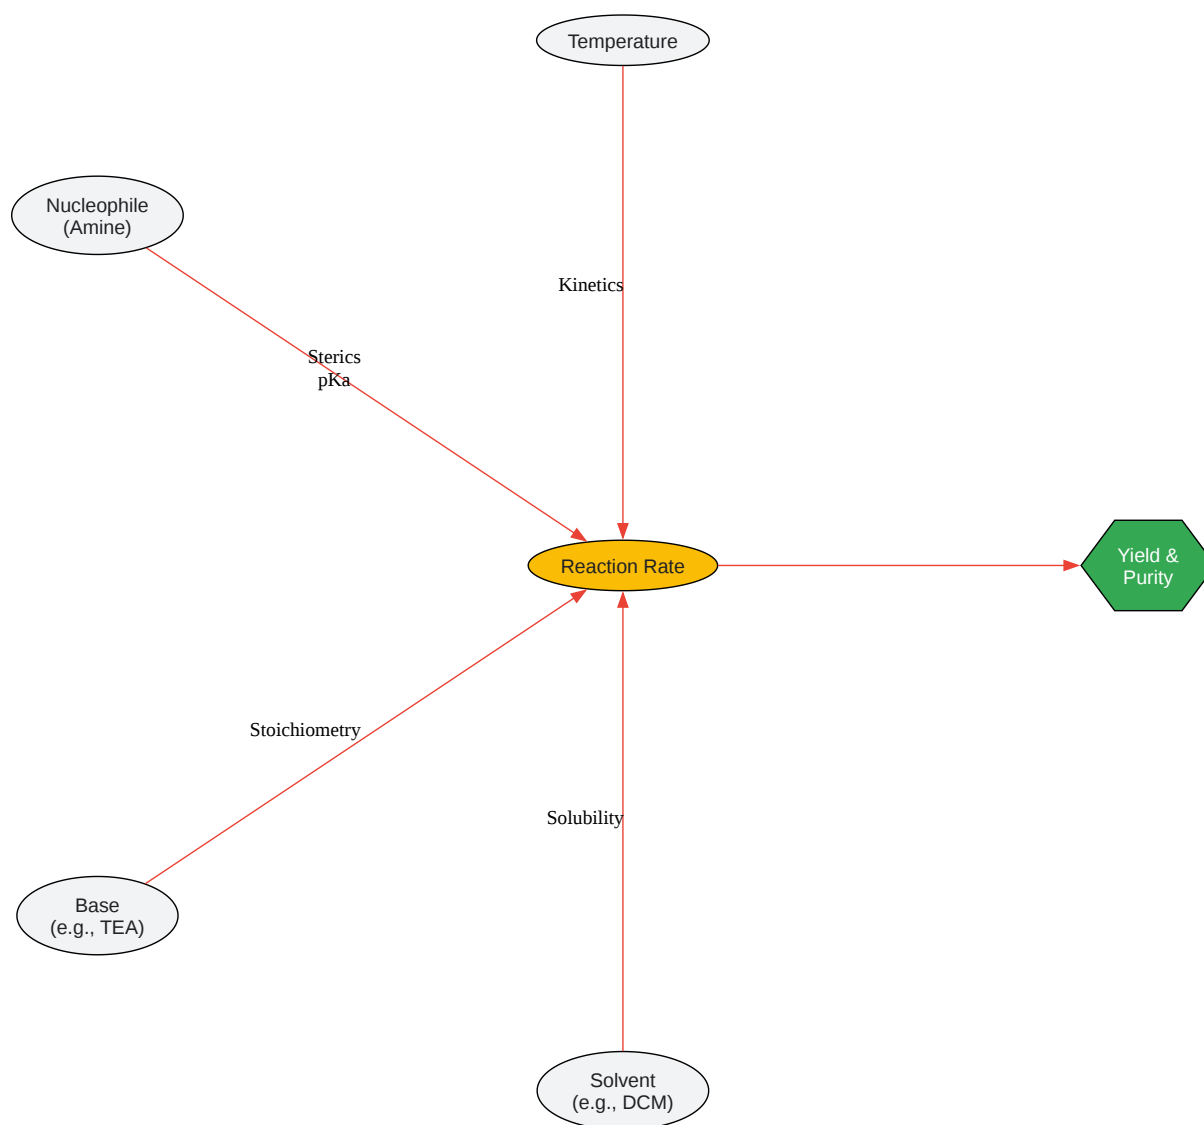 Temperature
Nucleophile
(Amine)
Kinetics
Sterics
pKa
Reaction Rate
Yield &
Purity
Stoichiometry
Solubility
Base
(e.g., TEA)
Solvent
(e.g., DCM)